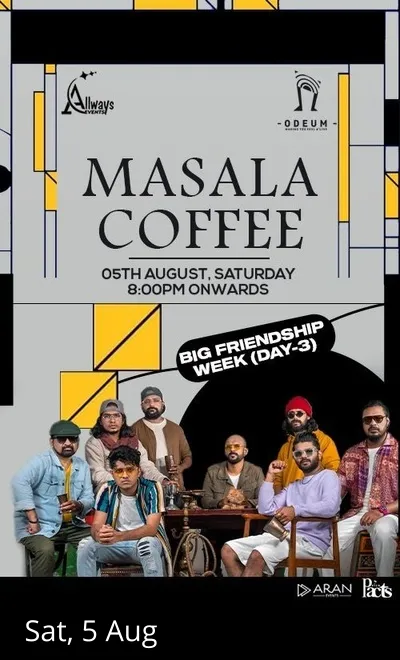 Allways
EVENTS
- ODEUM -
MASALA
COFFEE
05TH AUGUST, SATURDAY
8:00PM ONWARDS
BIG FRIENDSHIP
WEEK (DAY-3)
ARAN
EVENTS
Pacts
Sat, 5 Aug